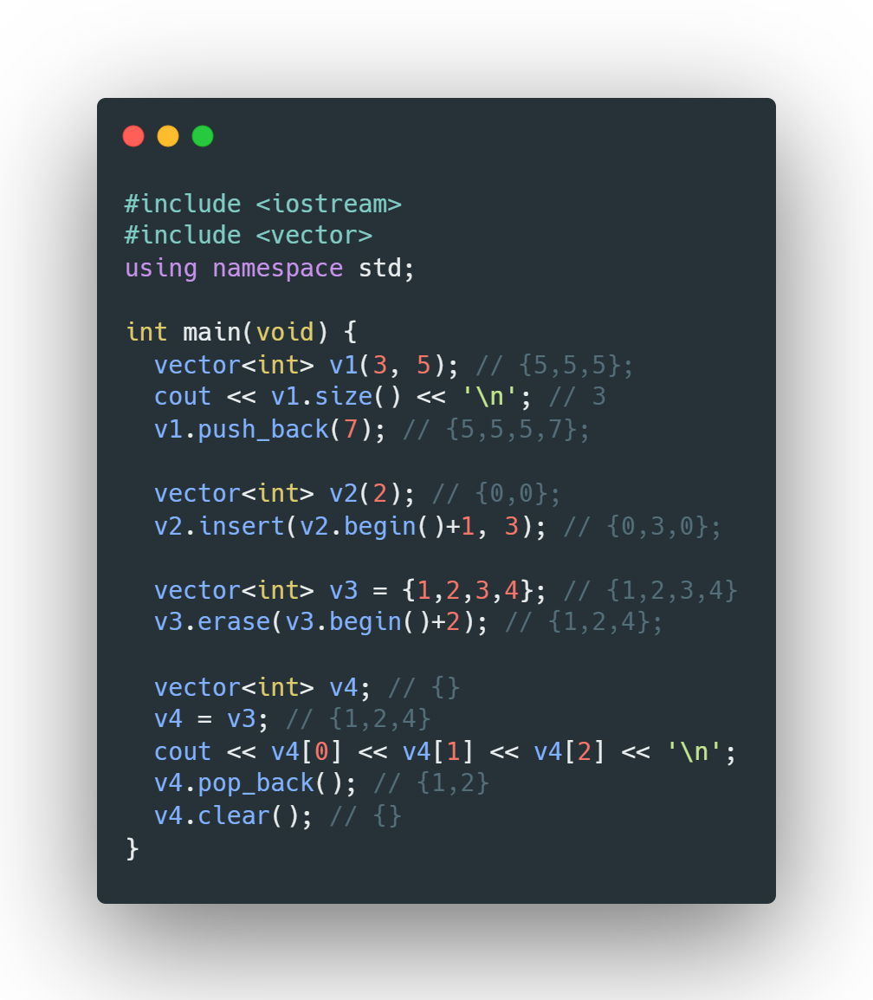 #include <iostream>
#include <vector>
using namespace std;

int main(void) {
  vector<int> v1(3, 5); // {5,5,5};
  cout << v1.size() << '\n'; // 3
  v1.push_back(7); // {5,5,5,7};

  vector<int> v2(2); // {0,0};
  v2.insert(v2.begin()+1, 3); // {0,3,0};

  vector<int> v3 = {1,2,3,4}; // {1,2,3,4}
  v3.erase(v3.begin()+2); // {1,2,4};

  vector<int> v4; // {}
  v4 = v3; // {1,2,4}
  cout << v4[0] << v4[1] << v4[2] << '\n';
  v4.pop_back(); // {1,2}
  v4.clear(); // {}
}